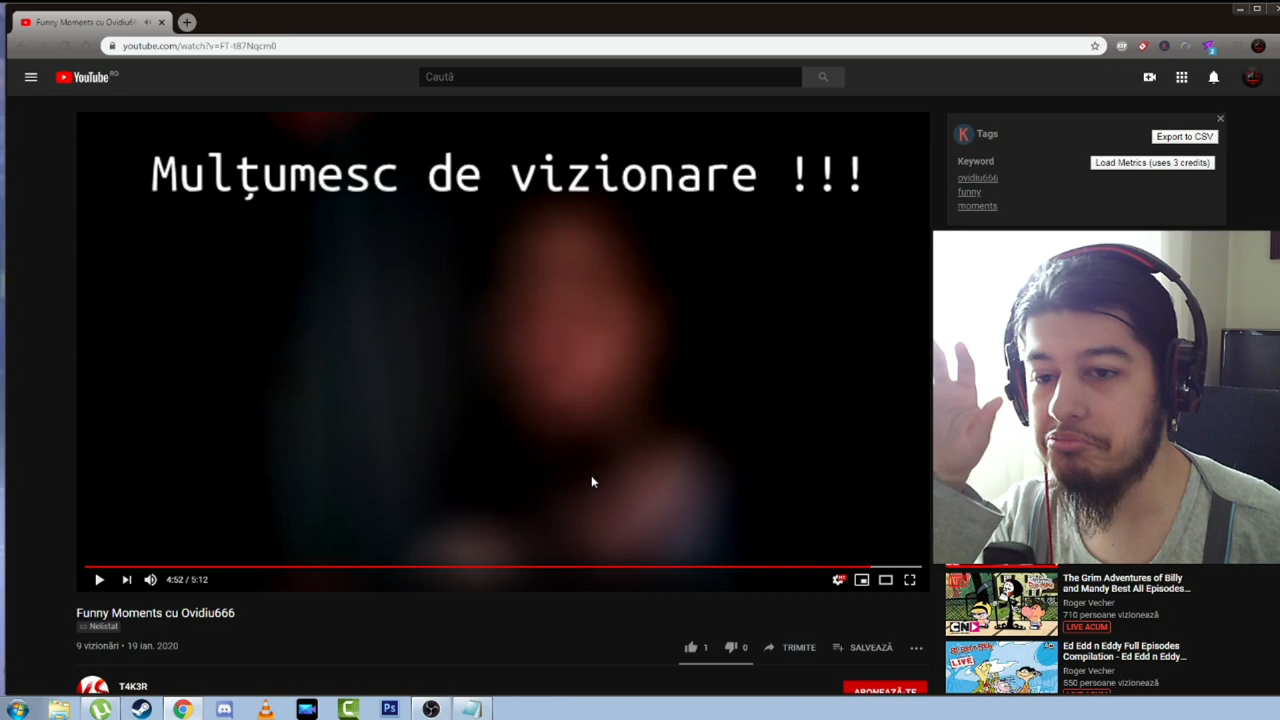 Funny Moments cu Ovidiu66
youtube.com/watch?v=FT-t87Nqcm0
YouTube RO
Caută
Mulțumesc de vizionare !!!
Tags
Export to CSV
Keyword
Load Metrics (uses 3 credits)
ovidiu666
funny
moments
4:52 / 5:12
Funny Moments cu Ovidiu666
Nelistat
9 vizionări • 19 ian. 2020
1
0
TRIMITE
SALVEAZĂ
T4K3R
ABONEAZĂ-TE
The Grim Adventures of Billy
and Mandy Best All Episodes...
Roger Vecher
710 persoane vizionează
LIVE ACUM
Ed Edd n Eddy Full Episodes
Compilation - Ed Edd n Eddy...
Roger Vecher
550 persoane vizionează